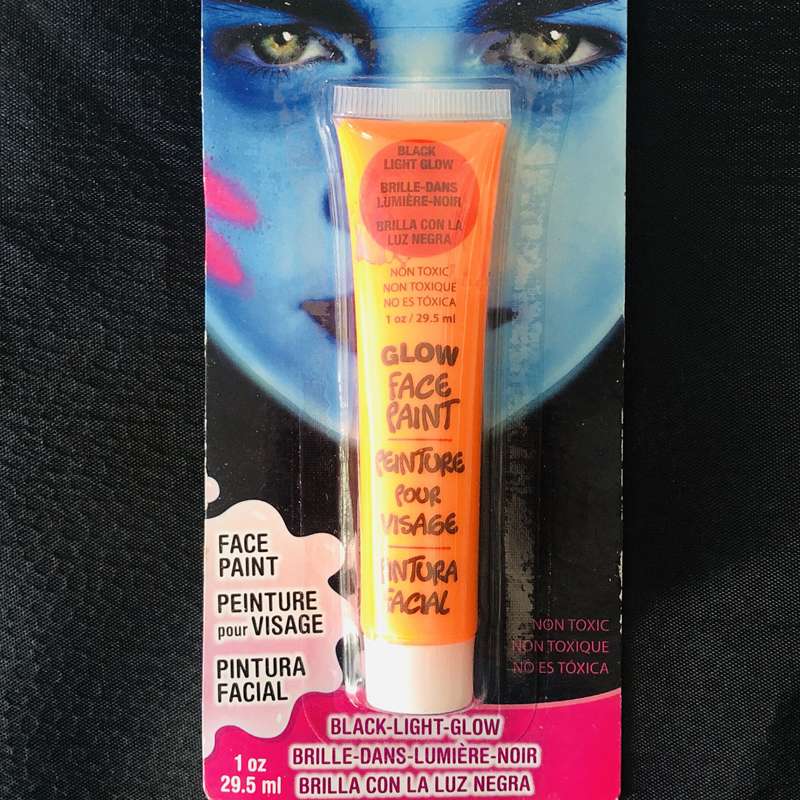 BLACK
LIGHT GLOW
BRILLE-DANS
LUMIÈRE-NOIR
BRILLA CON LA
LUZ NEGRA
NON TOXIC
NON TOXIQUE
NO ES TÓXICA
1 oz / 29.5 ml
GLOW
FACE
PAINT
PEINTURE
POUR
VISAGE
PINTURA
FACIAL
FACE
PAINT
PEINTURE
pour VISAGE
PINTURA
FACIAL
NON TOXIC
NON TOXIQUE
NO ES TÓXICA
BLACK-LIGHT-GLOW
BRILLE-DANS-LUMIÈRE-NOIR
BRILLA CON LA LUZ NEGRA
1 oz
29.5 ml